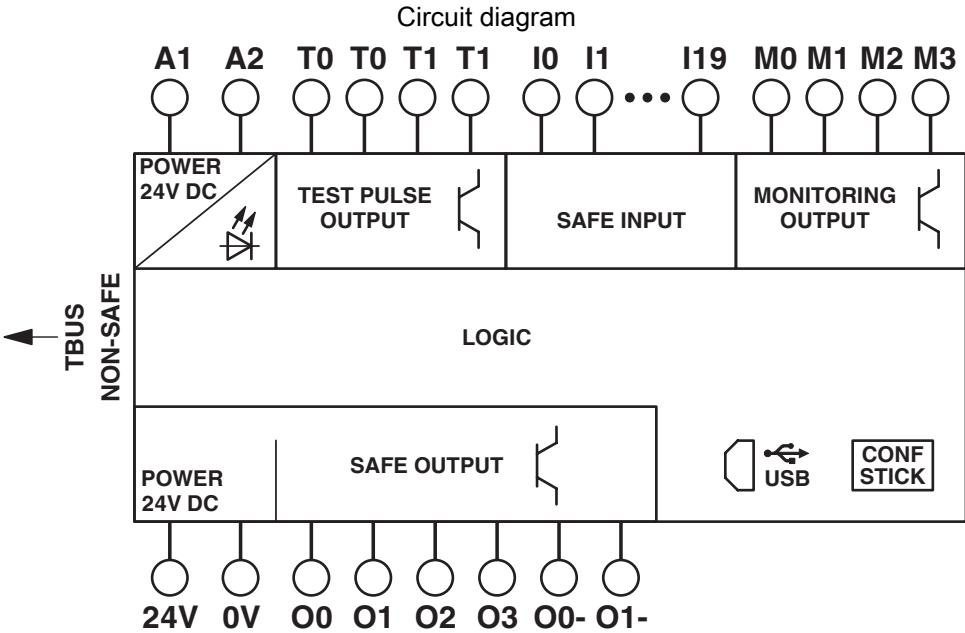 Circuit diagram
A1 A2 T0 T0 T1 T1 I0 I1 I19 M0 M1 M2 M3
POWER
24V DC
TEST PULSE
OUTPUT
SAFE INPUT
MONITORING
OUTPUT
TBUS
NON-SAFE
LOGIC
POWER
24V DC
SAFE OUTPUT
USB
CONF
STICK
24V 0V O0 O1 O2 O3 O0- O1-